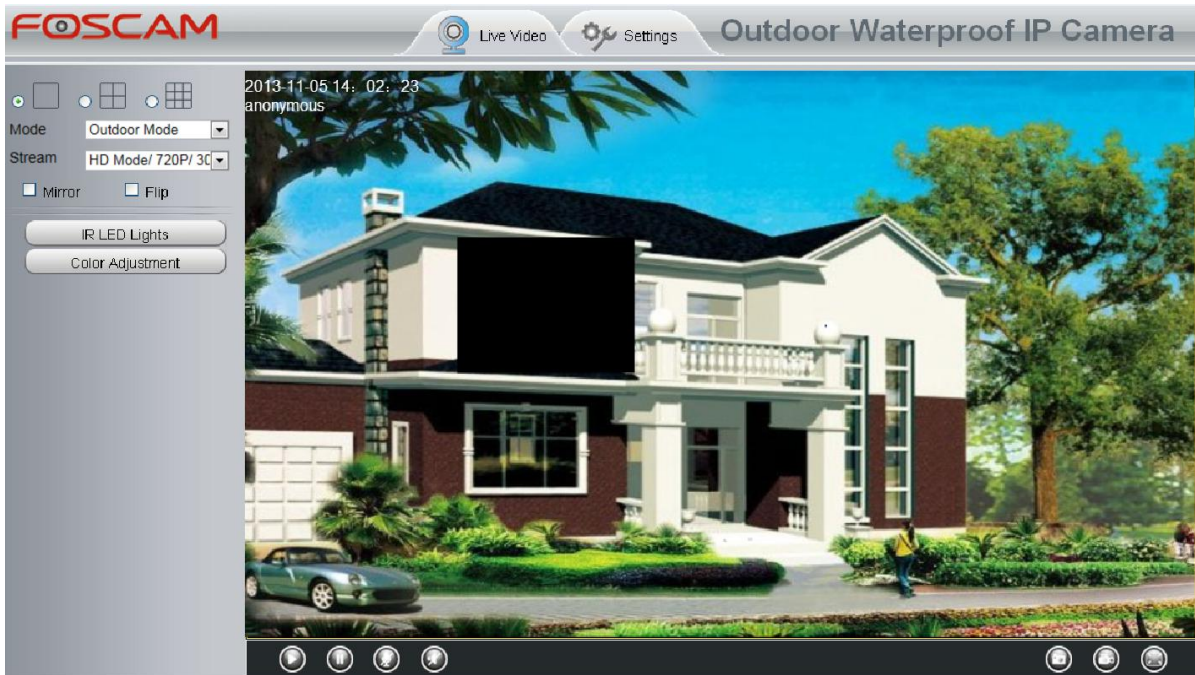 FOSCAM
Live Video
Settings
Outdoor Waterproof IP Camera
Mode
Outdoor Mode
Stream
HD Mode/ 720P/ 30
Mirror
Flip
IR LED Lights
Color Adjustment
2013-11-05 14：02：23
anonymous